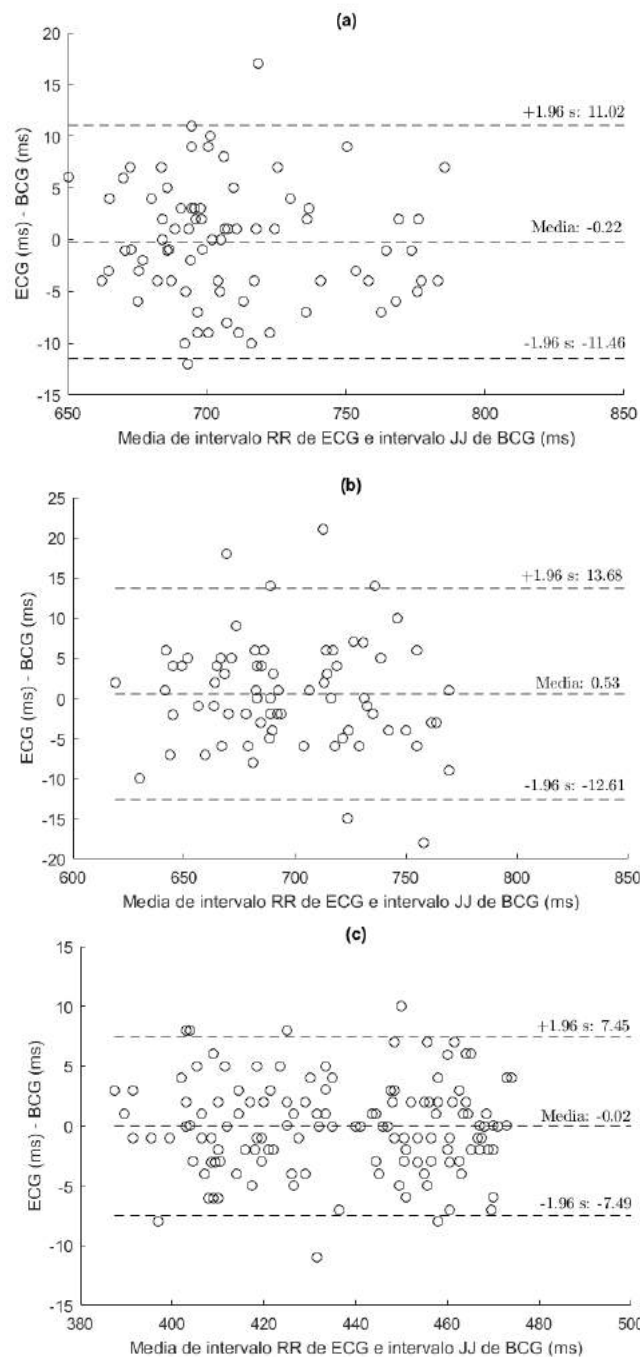 (a)
20
15
10
5
0
-5
-10
-15
ECG (ms) - BCG (ms)
+1.96 s: 11.02
Media: -0.22
-1.96 s: -11.46
650 700 750 800 850
Media de intervalo RR de ECG e intervalo JJ de BCG (ms)
(b)
25
20
15
10
5
0
-5
-10
-15
-20
ECG (ms) - BCG (ms)
+1.96 s: 13.68
Media: 0.53
-1.96 s: -12.61
600 650 700 750 800 850
Media de intervalo RR de ECG e intervalo JJ de BCG (ms)
(c)
15
10
5
0
-5
-10
-15
ECG (ms) - BCG (ms)
+1.96 s: 7.45
Media: -0.02
-1.96 s: -7.49
380 400 420 440 460 480 500
Media de intervalo RR de ECG e intervalo JJ de BCG (ms)